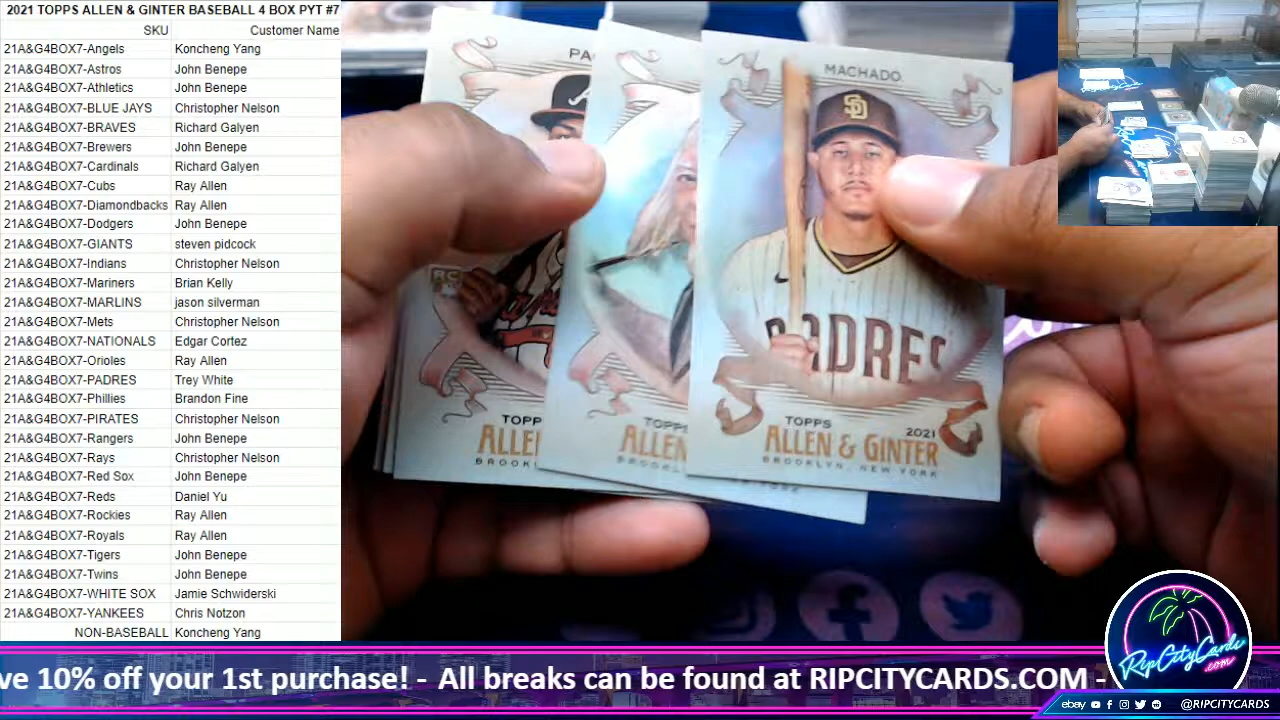 2021 TOPPS ALLEN & GINTER BASEBALL 4 BOX PYT #7
SKU Customer Name
21A&G4BOX7-Angels Koncheng Yang
21A&G4BOX7-Astros John Benepe
21A&G4BOX7-Athletics John Benepe
21A&G4BOX7-BLUE JAYS Christopher Nelson
21A&G4BOX7-BRAVES Richard Galyen
21A&G4BOX7-Brewers John Benepe
21A&G4BOX7-Cardinals Richard Galyen
21A&G4BOX7-Cubs Ray Allen
21A&G4BOX7-Diamondbacks Ray Allen
21A&G4BOX7-Dodgers John Benepe
21A&G4BOX7-GIANTS steven pidcock
21A&G4BOX7-Indians Christopher Nelson
21A&G4BOX7-Mariners Brian Kelly
21A&G4BOX7-MARLINS jason silverman
21A&G4BOX7-Mets Christopher Nelson
21A&G4BOX7-NATIONALS Edgar Cortez
21A&G4BOX7-Orioles Ray Allen
21A&G4BOX7-PADRES Trey White
21A&G4BOX7-Phillies Brandon Fine
21A&G4BOX7-PIRATES Christopher Nelson
21A&G4BOX7-Rangers John Benepe
21A&G4BOX7-Rays Christopher Nelson
21A&G4BOX7-Red Sox John Benepe
21A&G4BOX7-Reds Daniel Yu
21A&G4BOX7-Rockies Ray Allen
21A&G4BOX7-Royals Ray Allen
21A&G4BOX7-Tigers John Benepe
21A&G4BOX7-Twins John Benepe
21A&G4BOX7-WHITE SOX Jamie Schwiderski
21A&G4BOX7-YANKEES Chris Notzon
NON-BASEBALL Koncheng Yang
PA
RC
TOPP
ALLE
BROOK
TOPPS
ALLEN
BROOKLY
MACHADO
SD
PADRES
TOPPS 2021
ALLEN & GINTER
BROOKLYN, NEW YORK
ve 10% off your 1st purchase! - All breaks can be found at RIPCITYCARDS.COM -
RipCityCards
.com
ebay @RIPCITYCARDS